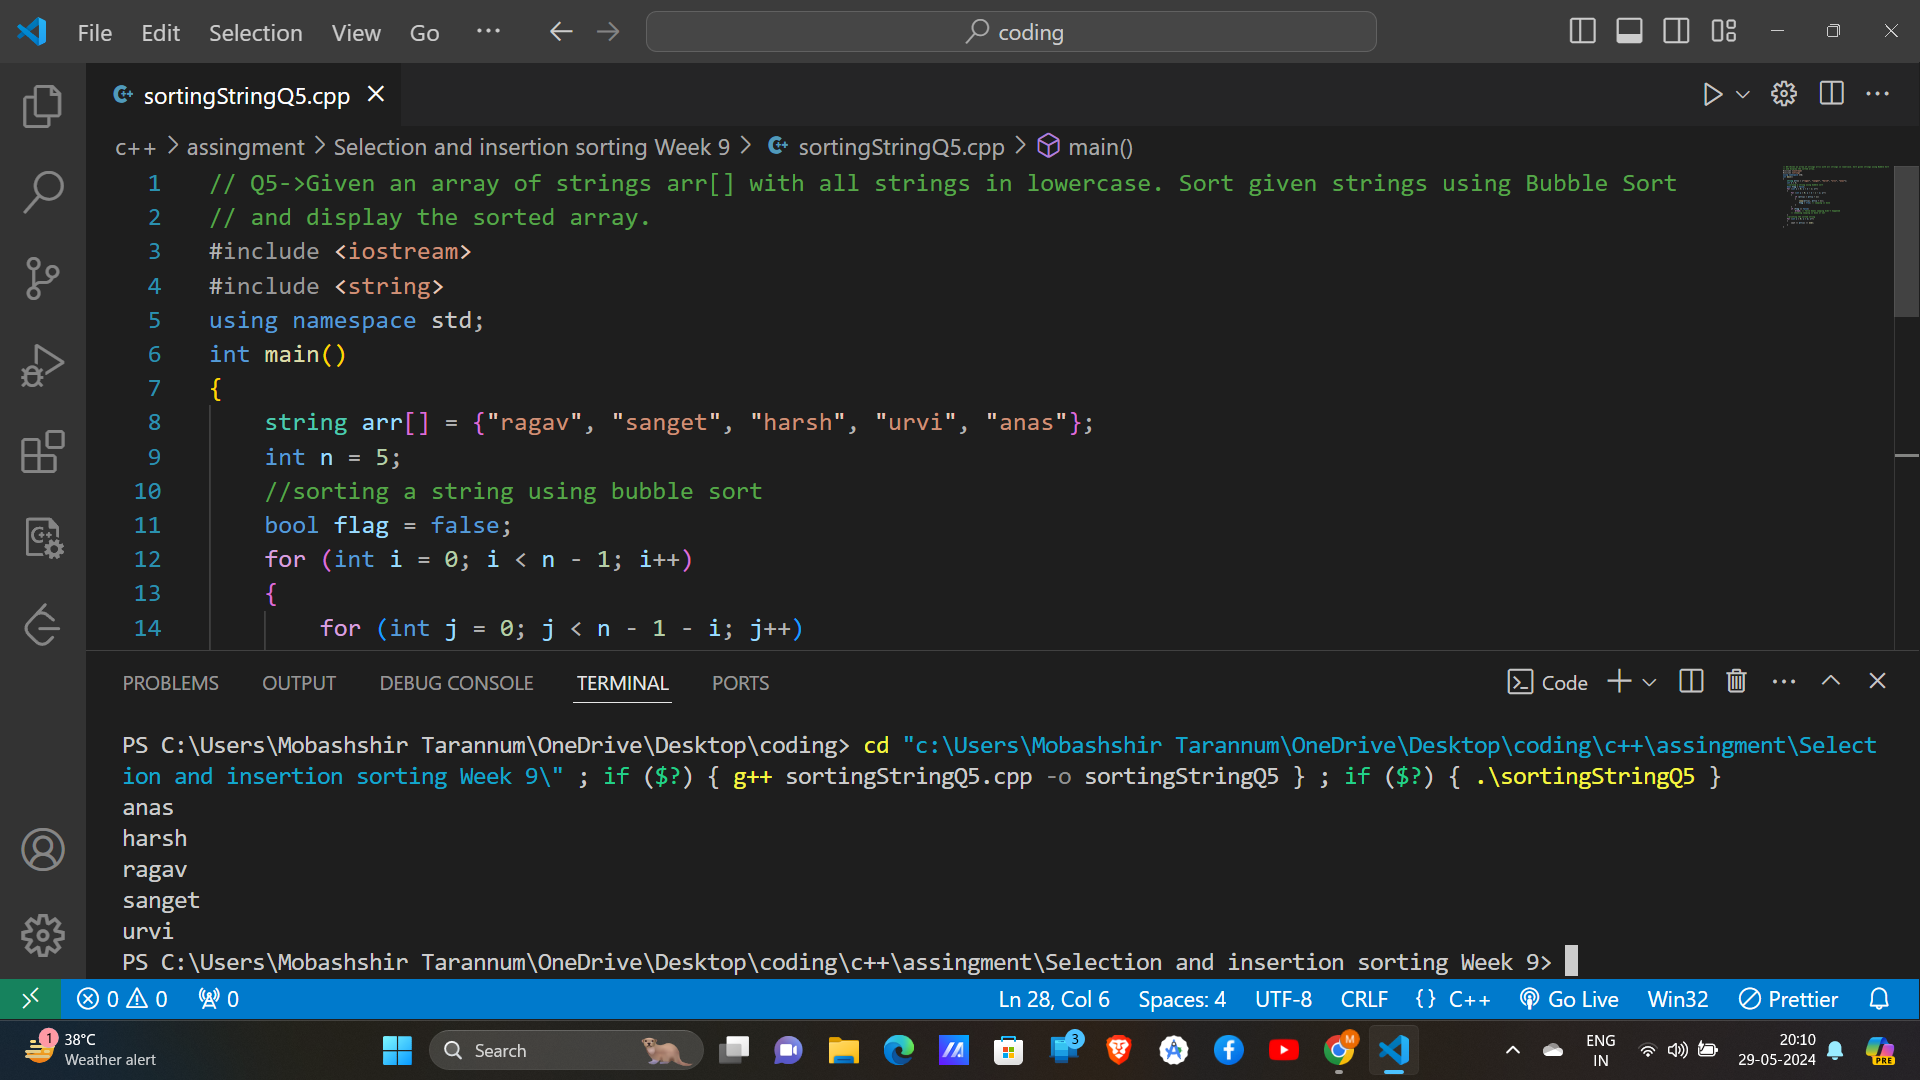 File Edit Selection View Go ... coding
sortingStringQ5.cpp
c++ > assingment > Selection and insertion sorting Week 9 > sortingStringQ5.cpp > main()
1 // Q5->Given an array of strings arr[] with all strings in lowercase. Sort given strings using Bubble Sort
2 // and display the sorted array.
3 #include <iostream>
4 #include <string>
5 using namespace std;
6 int main()
7 {
8 string arr[] = {"ragav", "sanget", "harsh", "urvi", "anas"};
9 int n = 5;
10 //sorting a string using bubble sort
11 bool flag = false;
12 for (int i = 0; i < n - 1; i++)
13 {
14 for (int j = 0; j < n - 1 - i; j++)
PROBLEMS OUTPUT DEBUG CONSOLE TERMINAL PORTS Code
PS C:\Users\Mobashshir Tarannum\OneDrive\Desktop\coding> cd "c:\Users\Mobashshir Tarannum\OneDrive\Desktop\coding\c++\assingment\Select
ion and insertion sorting Week 9\" ; if ($?) { g++ sortingStringQ5.cpp -o sortingStringQ5 } ; if ($?) { .\sortingStringQ5 }
anas
harsh
ragav
sanget
urvi
PS C:\Users\Mobashshir Tarannum\OneDrive\Desktop\coding\c++\assingment\Selection and insertion sorting Week 9>
0 0 0 Ln 28, Col 6 Spaces: 4 UTF-8 CRLF {} C++ Go Live Win32 Prettier
1 38°C
Weather alert
Search
3
M
ENG
IN
20:10
29-05-2024
PRE